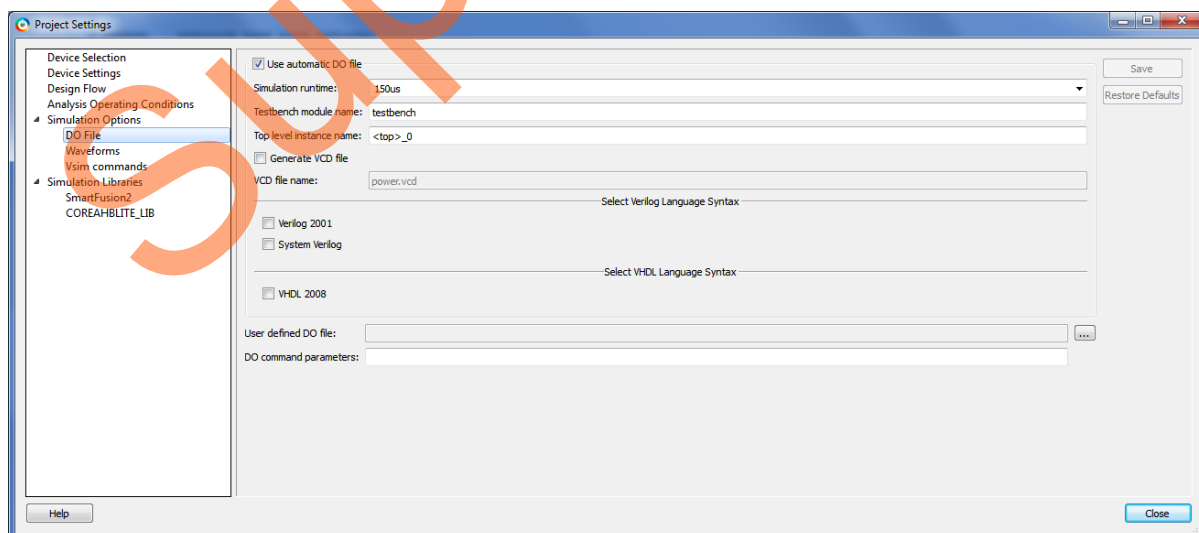 Project Settings
Device Selection
Device Settings
Design Flow
Analysis Operating Conditions
Simulation Options
DO File
Waveforms
Vsim commands
Simulation Libraries
SmartFusion2
COREAHBLITE_LIB
Use automatic DO file
Simulation runtime: 150us
Testbench module name: testbench
Top level instance name: <top>_0
Generate VCD file
VCD file name: power.vcd
Select Verilog Language Syntax
Verilog 2001
System Verilog
Select VHDL Language Syntax
VHDL 2008
User defined DO file: ...
DO command parameters:
Save
Restore Defaults
Help
Close
Sup